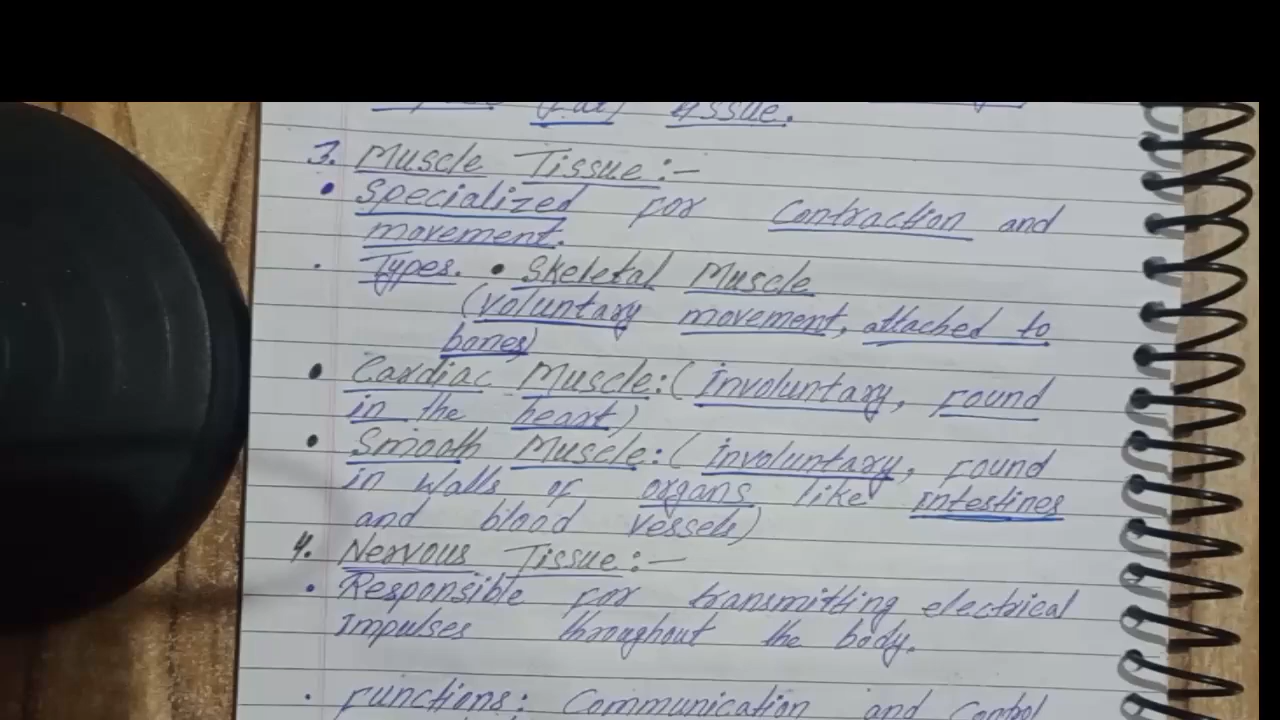 (Fat) tissue.
3. Muscle Tissue:-
• Specialized for contraction and
movement.
• Types. • Skeletal Muscle
(voluntary movement, attached to
bones)
• Cardiac Muscle: (involuntary, found
in the heart)
• Smooth Muscle: (involuntary, found
in walls of organs like intestines
and blood vessels)
4. Nervous Tissue:-
• Responsible for transmitting electrical
Impulses throughout the body.
• Functions: Communication and Control